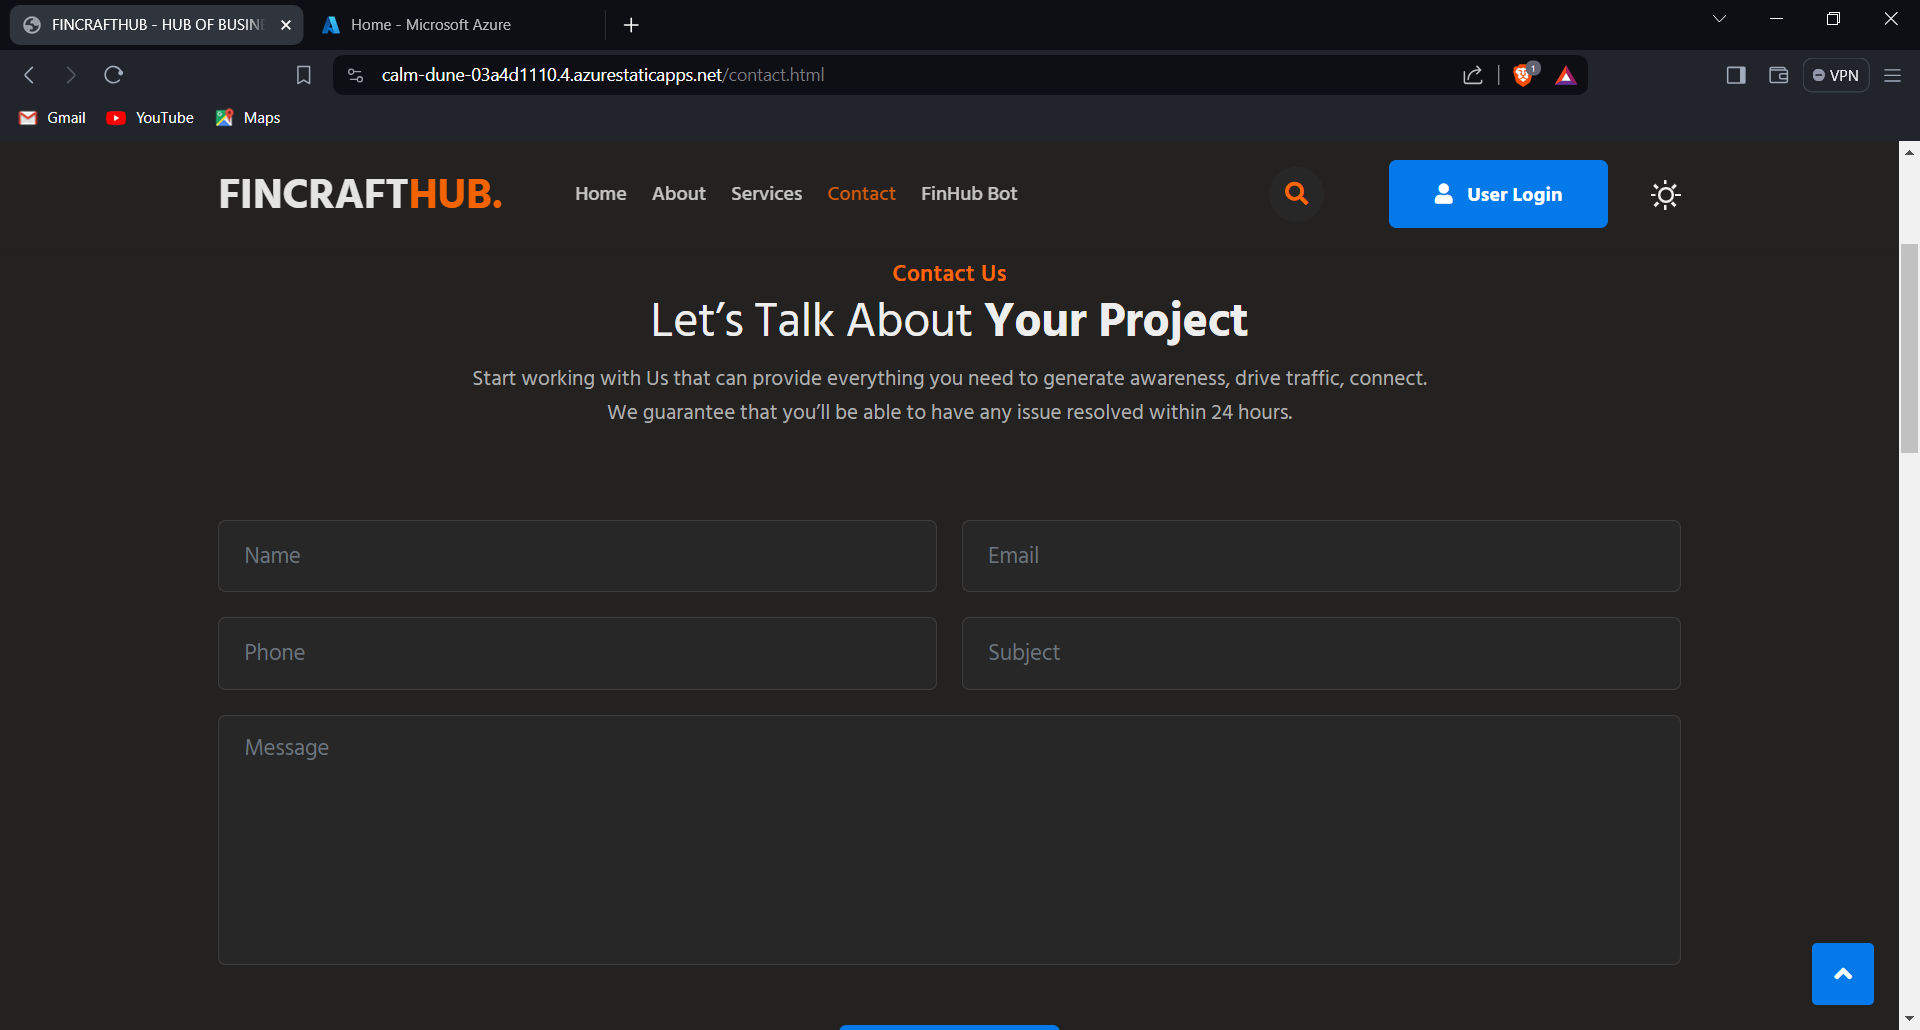 FINCRAFTHUB - HUB OF BUSINE
Home - Microsoft Azure
calm-dune-03a4d1110.4.azurestaticapps.net/contact.html
1
VPN
Gmail
YouTube
Maps
FINCRAFTHUB.
Home
About
Services
Contact
FinHub Bot
User Login
Contact Us
Let’s Talk About Your Project
Start working with Us that can provide everything you need to generate awareness, drive traffic, connect.
We guarantee that you’ll be able to have any issue resolved within 24 hours.
Name
Email
Phone
Subject
Message